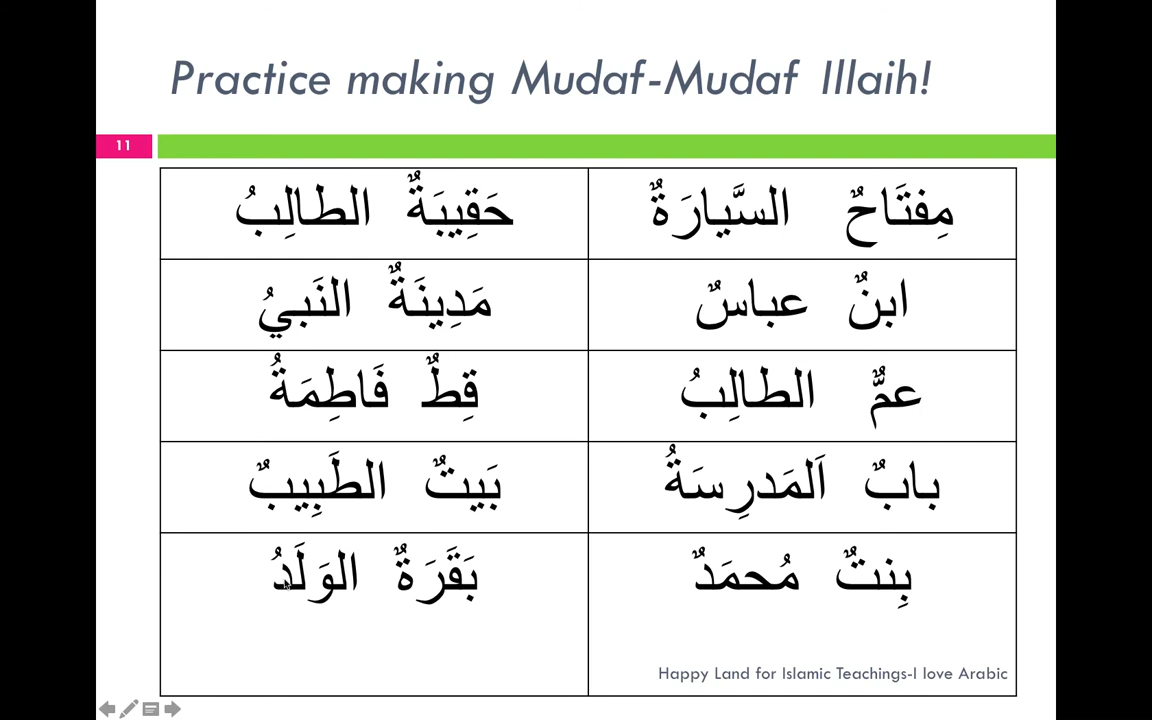 Practice making Mudaf-Mudaf Illaih!
11
مِفتَاحٌ السَّيارَةٌ
حَقِيبَةٌ الطالِبُ
ابنٌ عباسٌ
مَدِينَةٌ النَبيُ
عمٌّ الطالِبُ
قِطٌ فَاطِمَةُ
بابٌ اَلمَدرِسَةُ
بَيتٌ الطَبِيبٌ
بِنتٌ مُحمَدٌ
بَقَرَةٌ الوَلَدُ
Happy Land for Islamic Teachings-I love Arabic